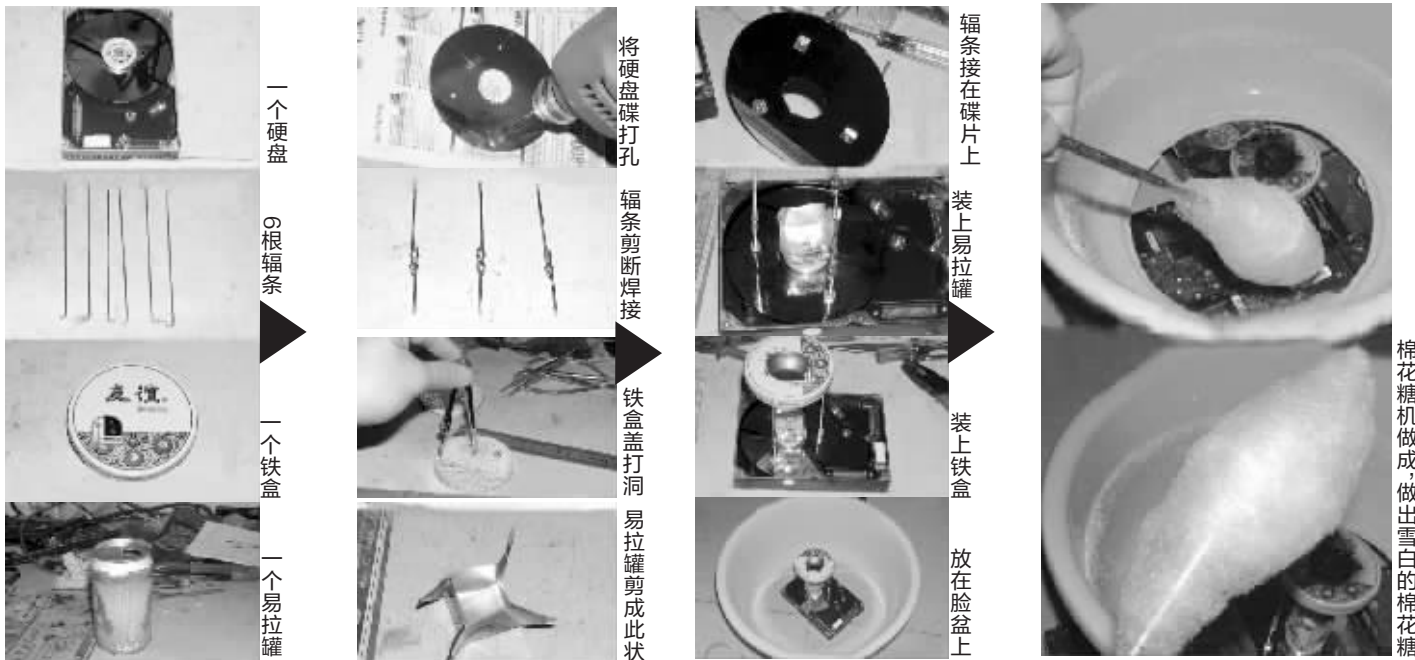 一个硬盘
6根辐条
一个铁盒
一个易拉罐
将硬盘碟打孔
辐条剪断焊接
铁盒盖打洞
易拉罐剪成此状
辐条接在碟片上
装上易拉罐
装上铁盒
放在脸盆上
棉花糖机做成，做出雪白的棉花糖
友谊